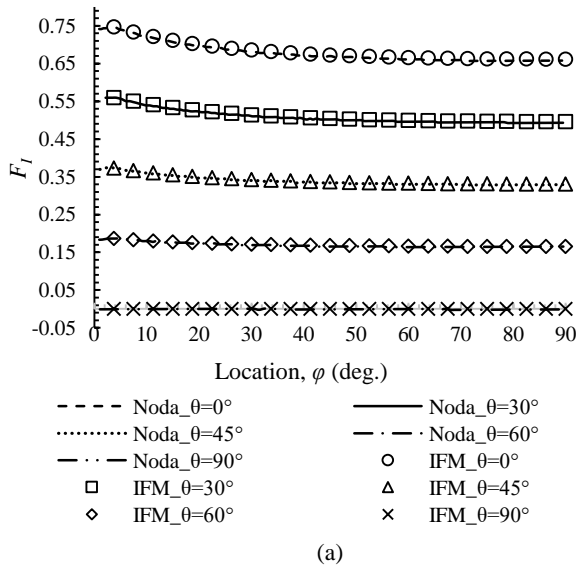 0.75
0.65
0.55
0.45
0.35
0.25
0.15
0.05
-0.05
F_I
0 10 20 30 40 50 60 70 80 90
Location, φ (deg.)
Noda_θ=0° Noda_θ=30°
Noda_θ=45° Noda_θ=60°
Noda_θ=90° IFM_θ=0°
IFM_θ=30° IFM_θ=45°
IFM_θ=60° IFM_θ=90°
(a)